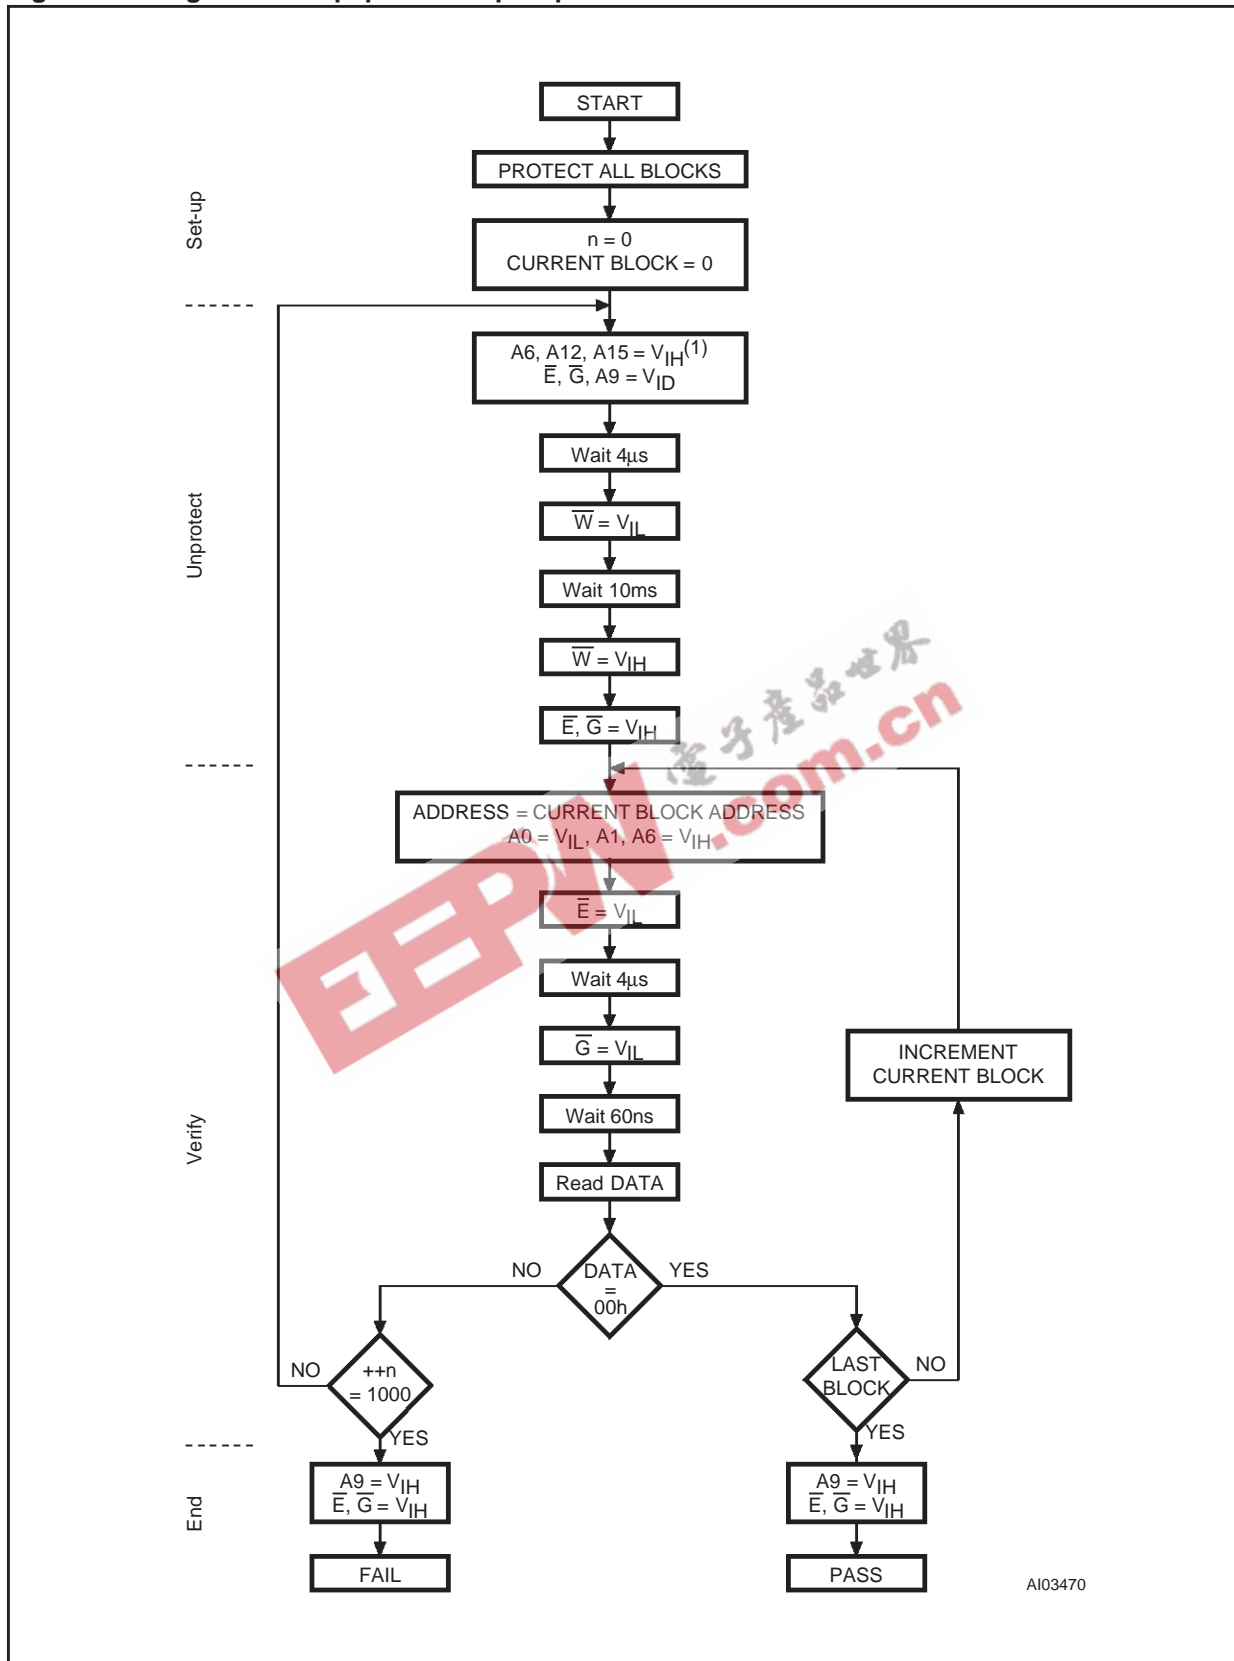 START
PROTECT ALL BLOCKS
Set-up
n = 0
CURRENT BLOCK = 0
A6, A12, A15 = VIH(1)
E̅, G̅, A9 = VID
Wait 4µs
Unprotect
W̅ = VIL
Wait 10ms
W̅ = VIH
E̅, G̅ = VIH
電子產品世界
EEPW.com.cn
ADDRESS = CURRENT BLOCK ADDRESS
A0 = VIL, A1, A6 = VIH
E̅ = VIL
Wait 4µs
G̅ = VIL
INCREMENT
CURRENT BLOCK
Wait 60ns
Verify
Read DATA
NO
DATA
=
00h
YES
NO
++n
= 1000
YES
LAST
BLOCK
NO
YES
End
A9 = VIH
E̅, G̅ = VIH
A9 = VIH
E̅, G̅ = VIH
FAIL
PASS
AI03470